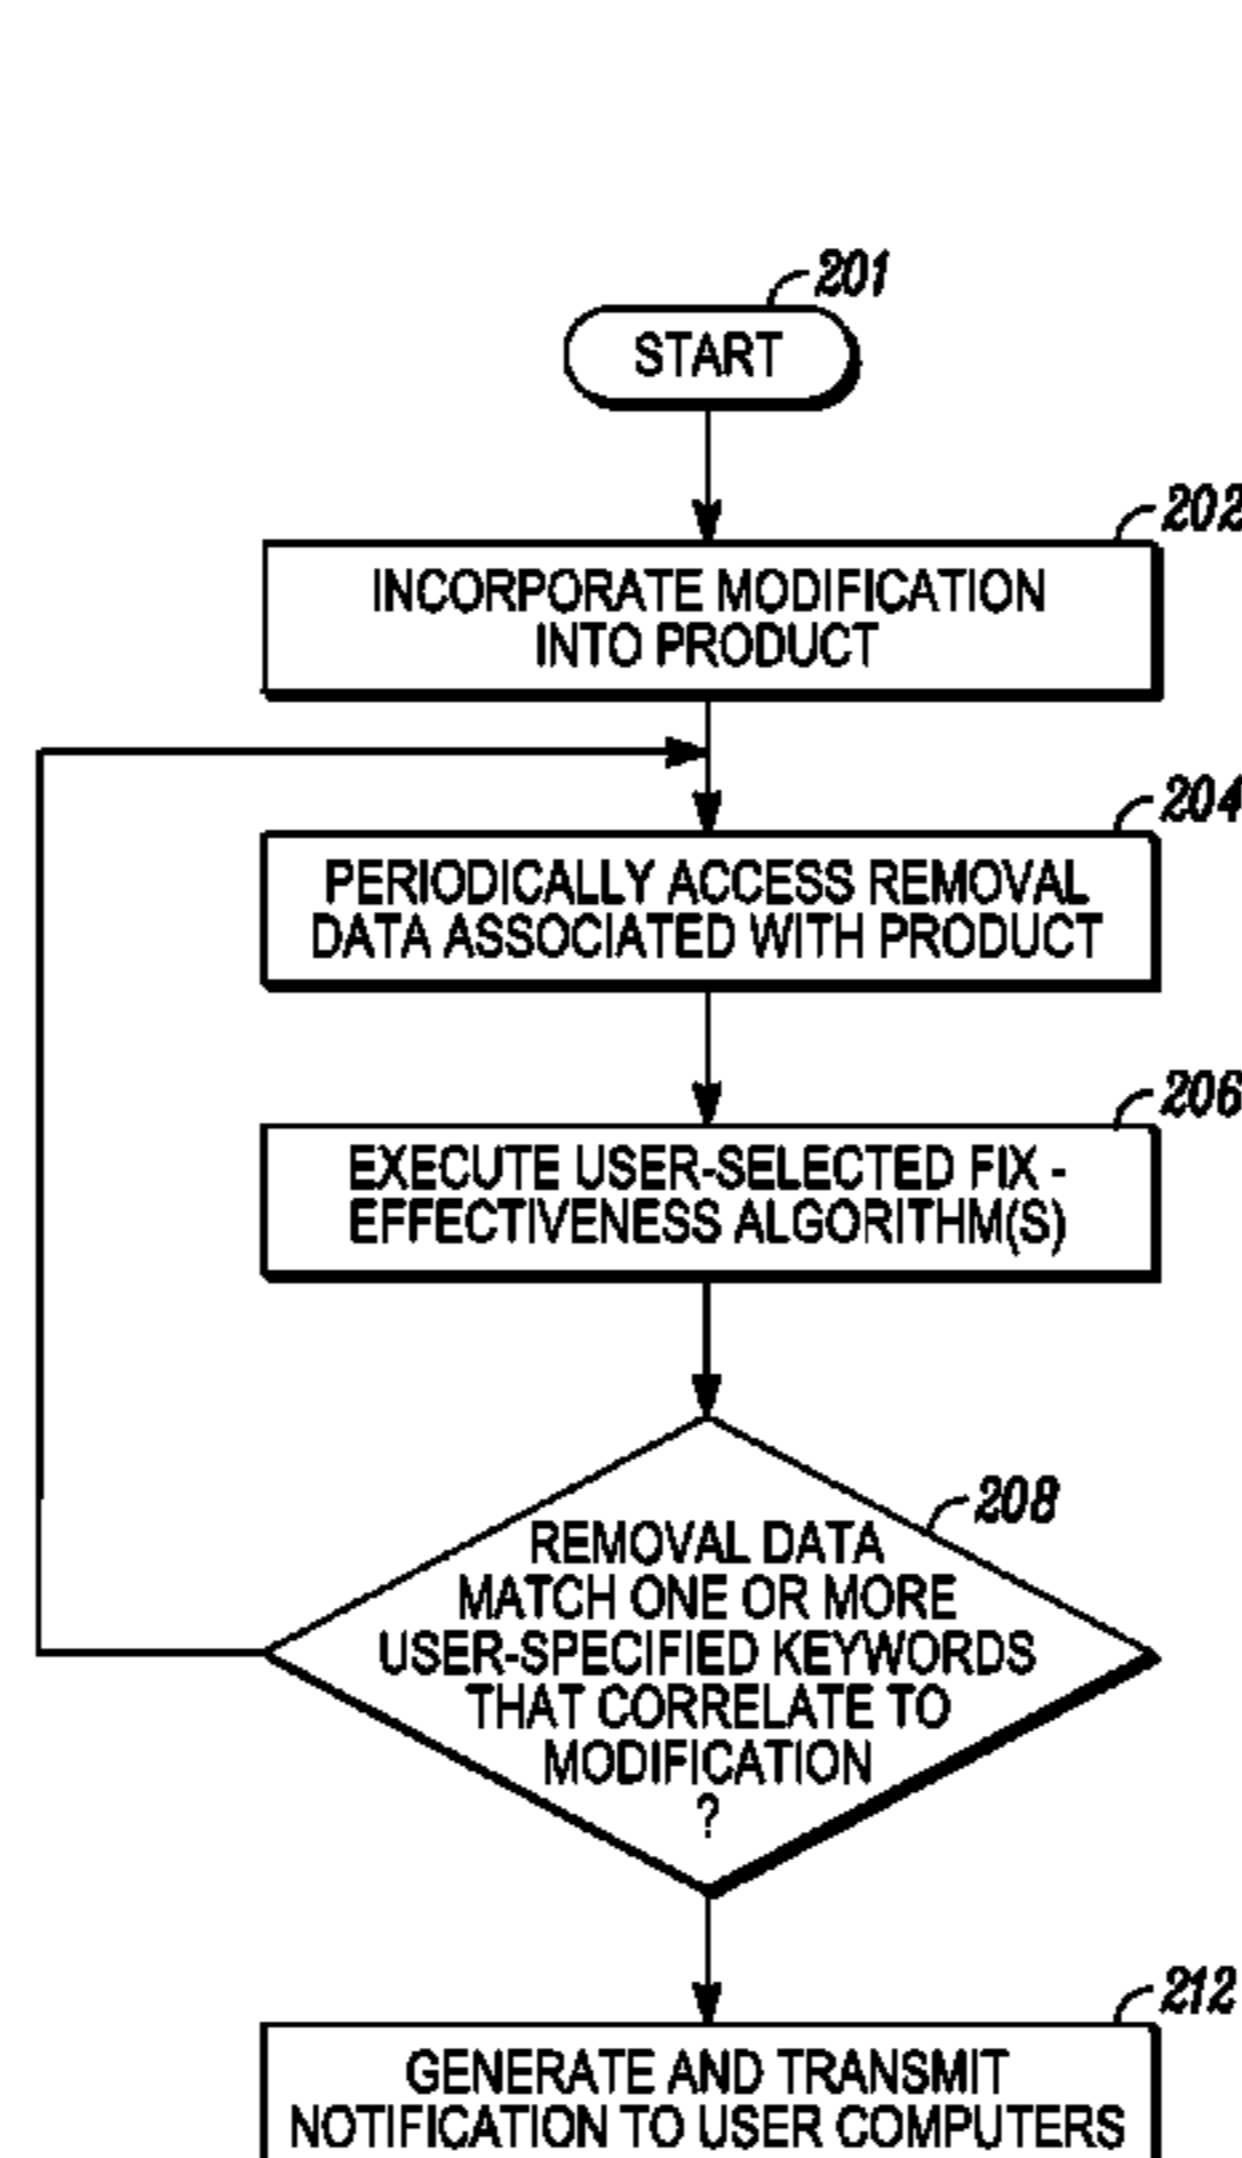 201
START
202
INCORPORATE MODIFICATION
INTO PRODUCT
204
PERIODICALLY ACCESS REMOVAL
DATA ASSOCIATED WITH PRODUCT
206
EXECUTE USER-SELECTED FIX -
EFFECTIVENESS ALGORITHM(S)
208
REMOVAL DATA
MATCH ONE OR MORE
USER-SPECIFIED KEYWORDS
THAT CORRELATE TO
MODIFICATION
?
212
GENERATE AND TRANSMIT
NOTIFICATION TO USER COMPUTERS